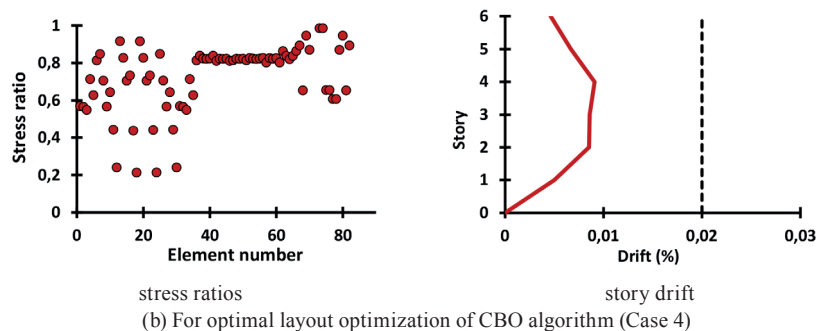 1
0,8
0,6
0,4
0,2
0
Stress ratio
0 20 40 60 80
Element number
6
5
4
3
2
1
0
Story
0 0,01 0,02 0,03
Drift (%)
stress ratios story drift
(b) For optimal layout optimization of CBO algorithm (Case 4)